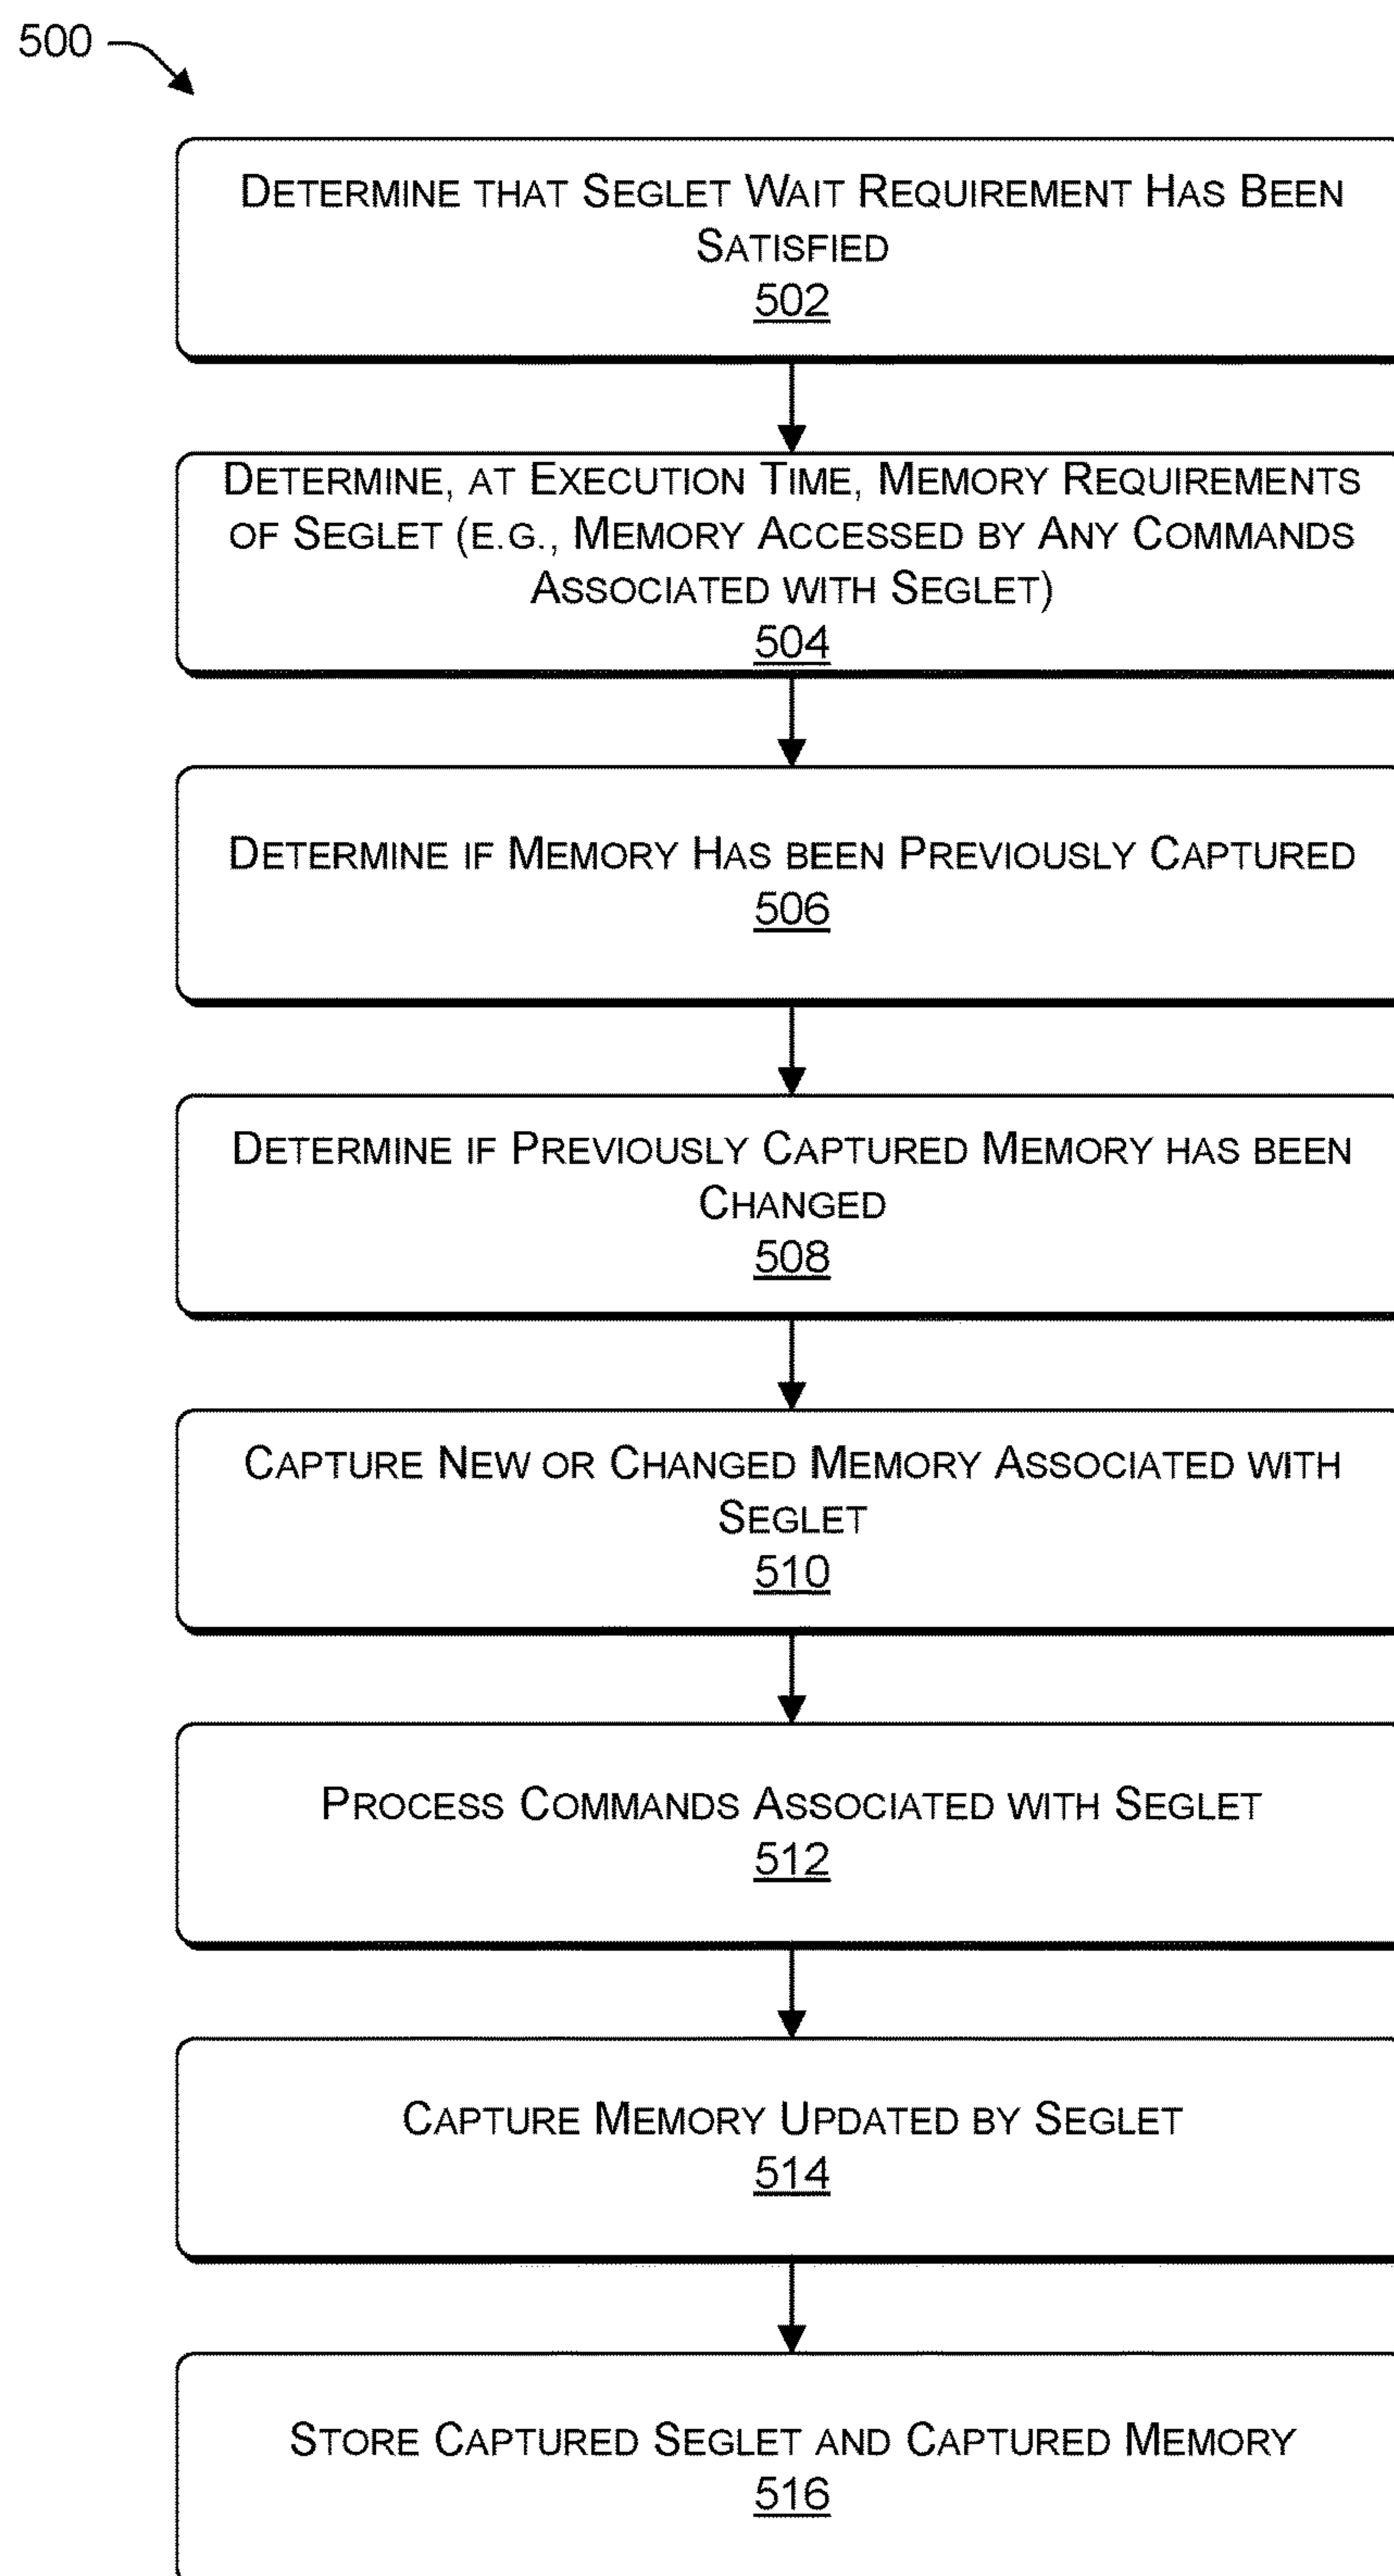 500
DETERMINE THAT SEGLET WAIT REQUIREMENT HAS BEEN
SATISFIED
502
DETERMINE, AT EXECUTION TIME, MEMORY REQUIREMENTS
OF SEGLET (E.G., MEMORY ACCESSED BY ANY COMMANDS
ASSOCIATED WITH SEGLET)
504
DETERMINE IF MEMORY HAS BEEN PREVIOUSLY CAPTURED
506
DETERMINE IF PREVIOUSLY CAPTURED MEMORY HAS BEEN
CHANGED
508
CAPTURE NEW OR CHANGED MEMORY ASSOCIATED WITH
SEGLET
510
PROCESS COMMANDS ASSOCIATED WITH SEGLET
512
CAPTURE MEMORY UPDATED BY SEGLET
514
STORE CAPTURED SEGLET AND CAPTURED MEMORY
516